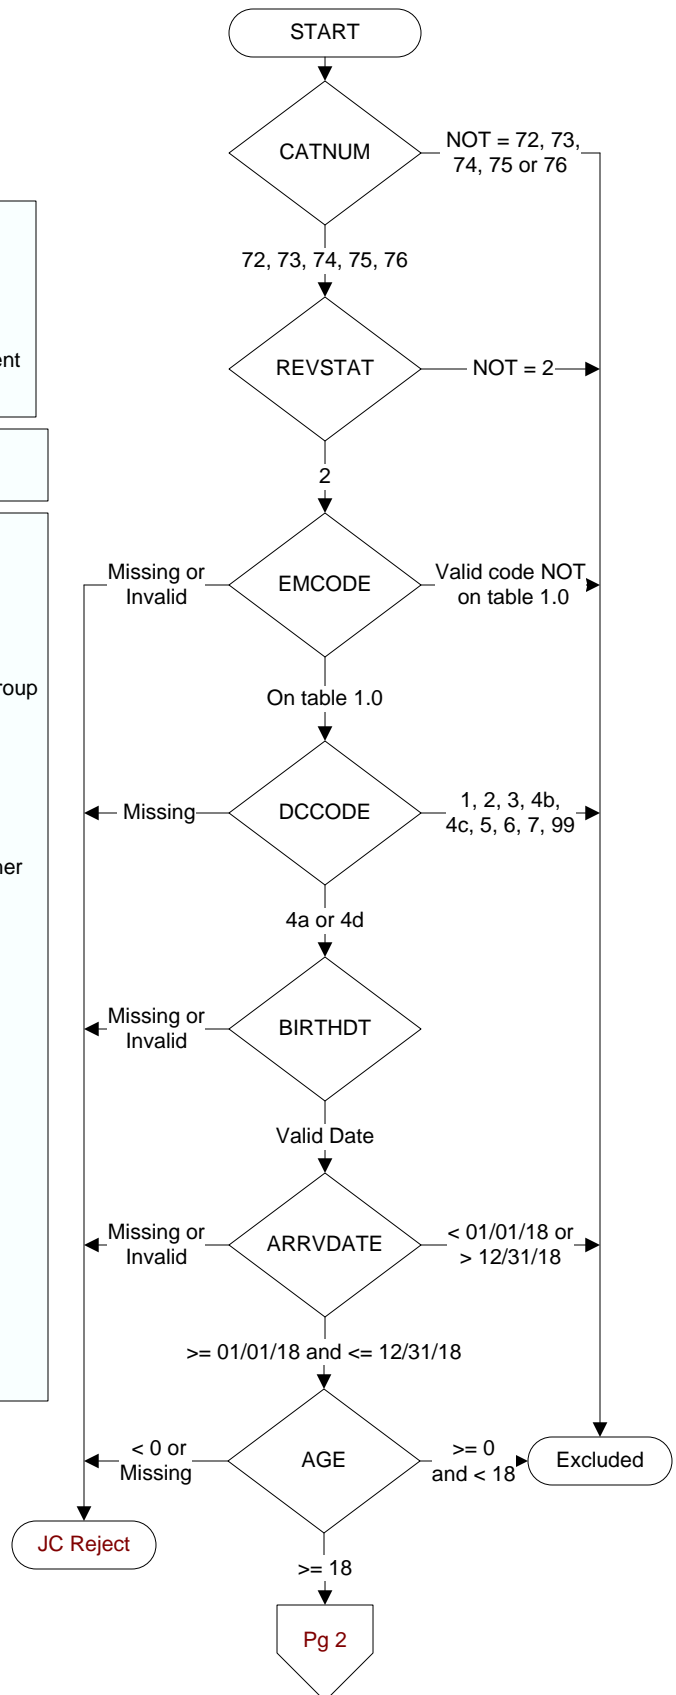 START
CATNUM
NOT = 72, 73,
74, 75 or 76
72, 73, 74, 75, 76
REVSTAT
NOT = 2
2
Missing or
Invalid
EMCODE
Valid code NOT
on table 1.0
On table 1.0
Missing
DCCODE
1, 2, 3, 4b,
4c, 5, 6, 7, 99
4a or 4d
Missing or
Invalid
BIRTHDT
Valid Date
Missing or
Invalid
ARRVDATE
< 01/01/18 or
> 12/31/18
>= 01/01/18 and <= 12/31/18
< 0 or
Missing
AGE
>= 0
and < 18
Excluded
JC Reject
>= 18
Pg 2